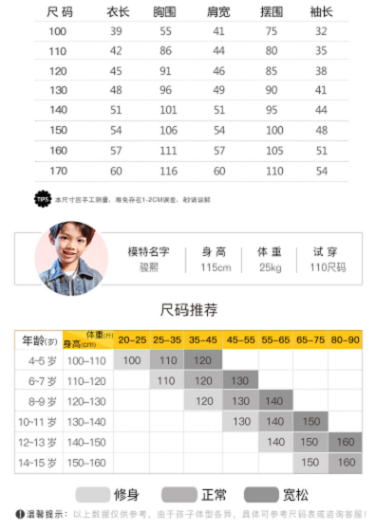 尺 码 衣长 胸围 肩宽 摆围 袖长
100 39 55 41 75 32
110 42 86 44 80 35
120 45 91 46 85 38
130 48 96 49 90 41
140 51 101 51 95 44
150 54 106 54 100 48
160 57 111 57 105 51
170 60 116 60 110 54
TIPS 本尺寸因手工测量，难免存在1-2CM误差，敬请谅解
模特名字 身 高 体 重 试 穿
骏熙 115cm 25kg 110尺码
尺码推荐
年龄(岁) 体重(斤) 身高(cm) 20-25 25-35 35-45 45-55 55-65 65-75 80-90
4-5 岁 100-110 100 110 120
6-7 岁 110-120 110 120 130
8-9 岁 120-130 120 130 140
10-11 岁 130-140 130 140 150
12-13 岁 140-150 140 150 160
14-15 岁 150-160 150 160
修身 正常 宽松
温馨提示：以上数据仅供参考，由于孩子体型各异，具体可参考尺码表或咨询客服！